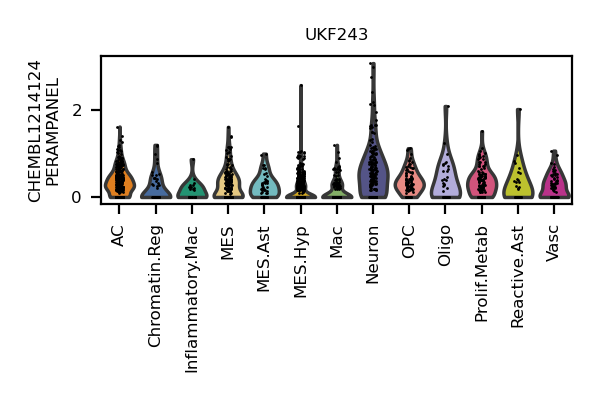 UKF243
CHEMBL1214124
PERAMPANEL
2
0
AC
Chromatin.Reg
Inflammatory.Mac
MES
MES.Ast
MES.Hyp
Mac
Neuron
OPC
Oligo
Prolif.Metab
Reactive.Ast
Vasc